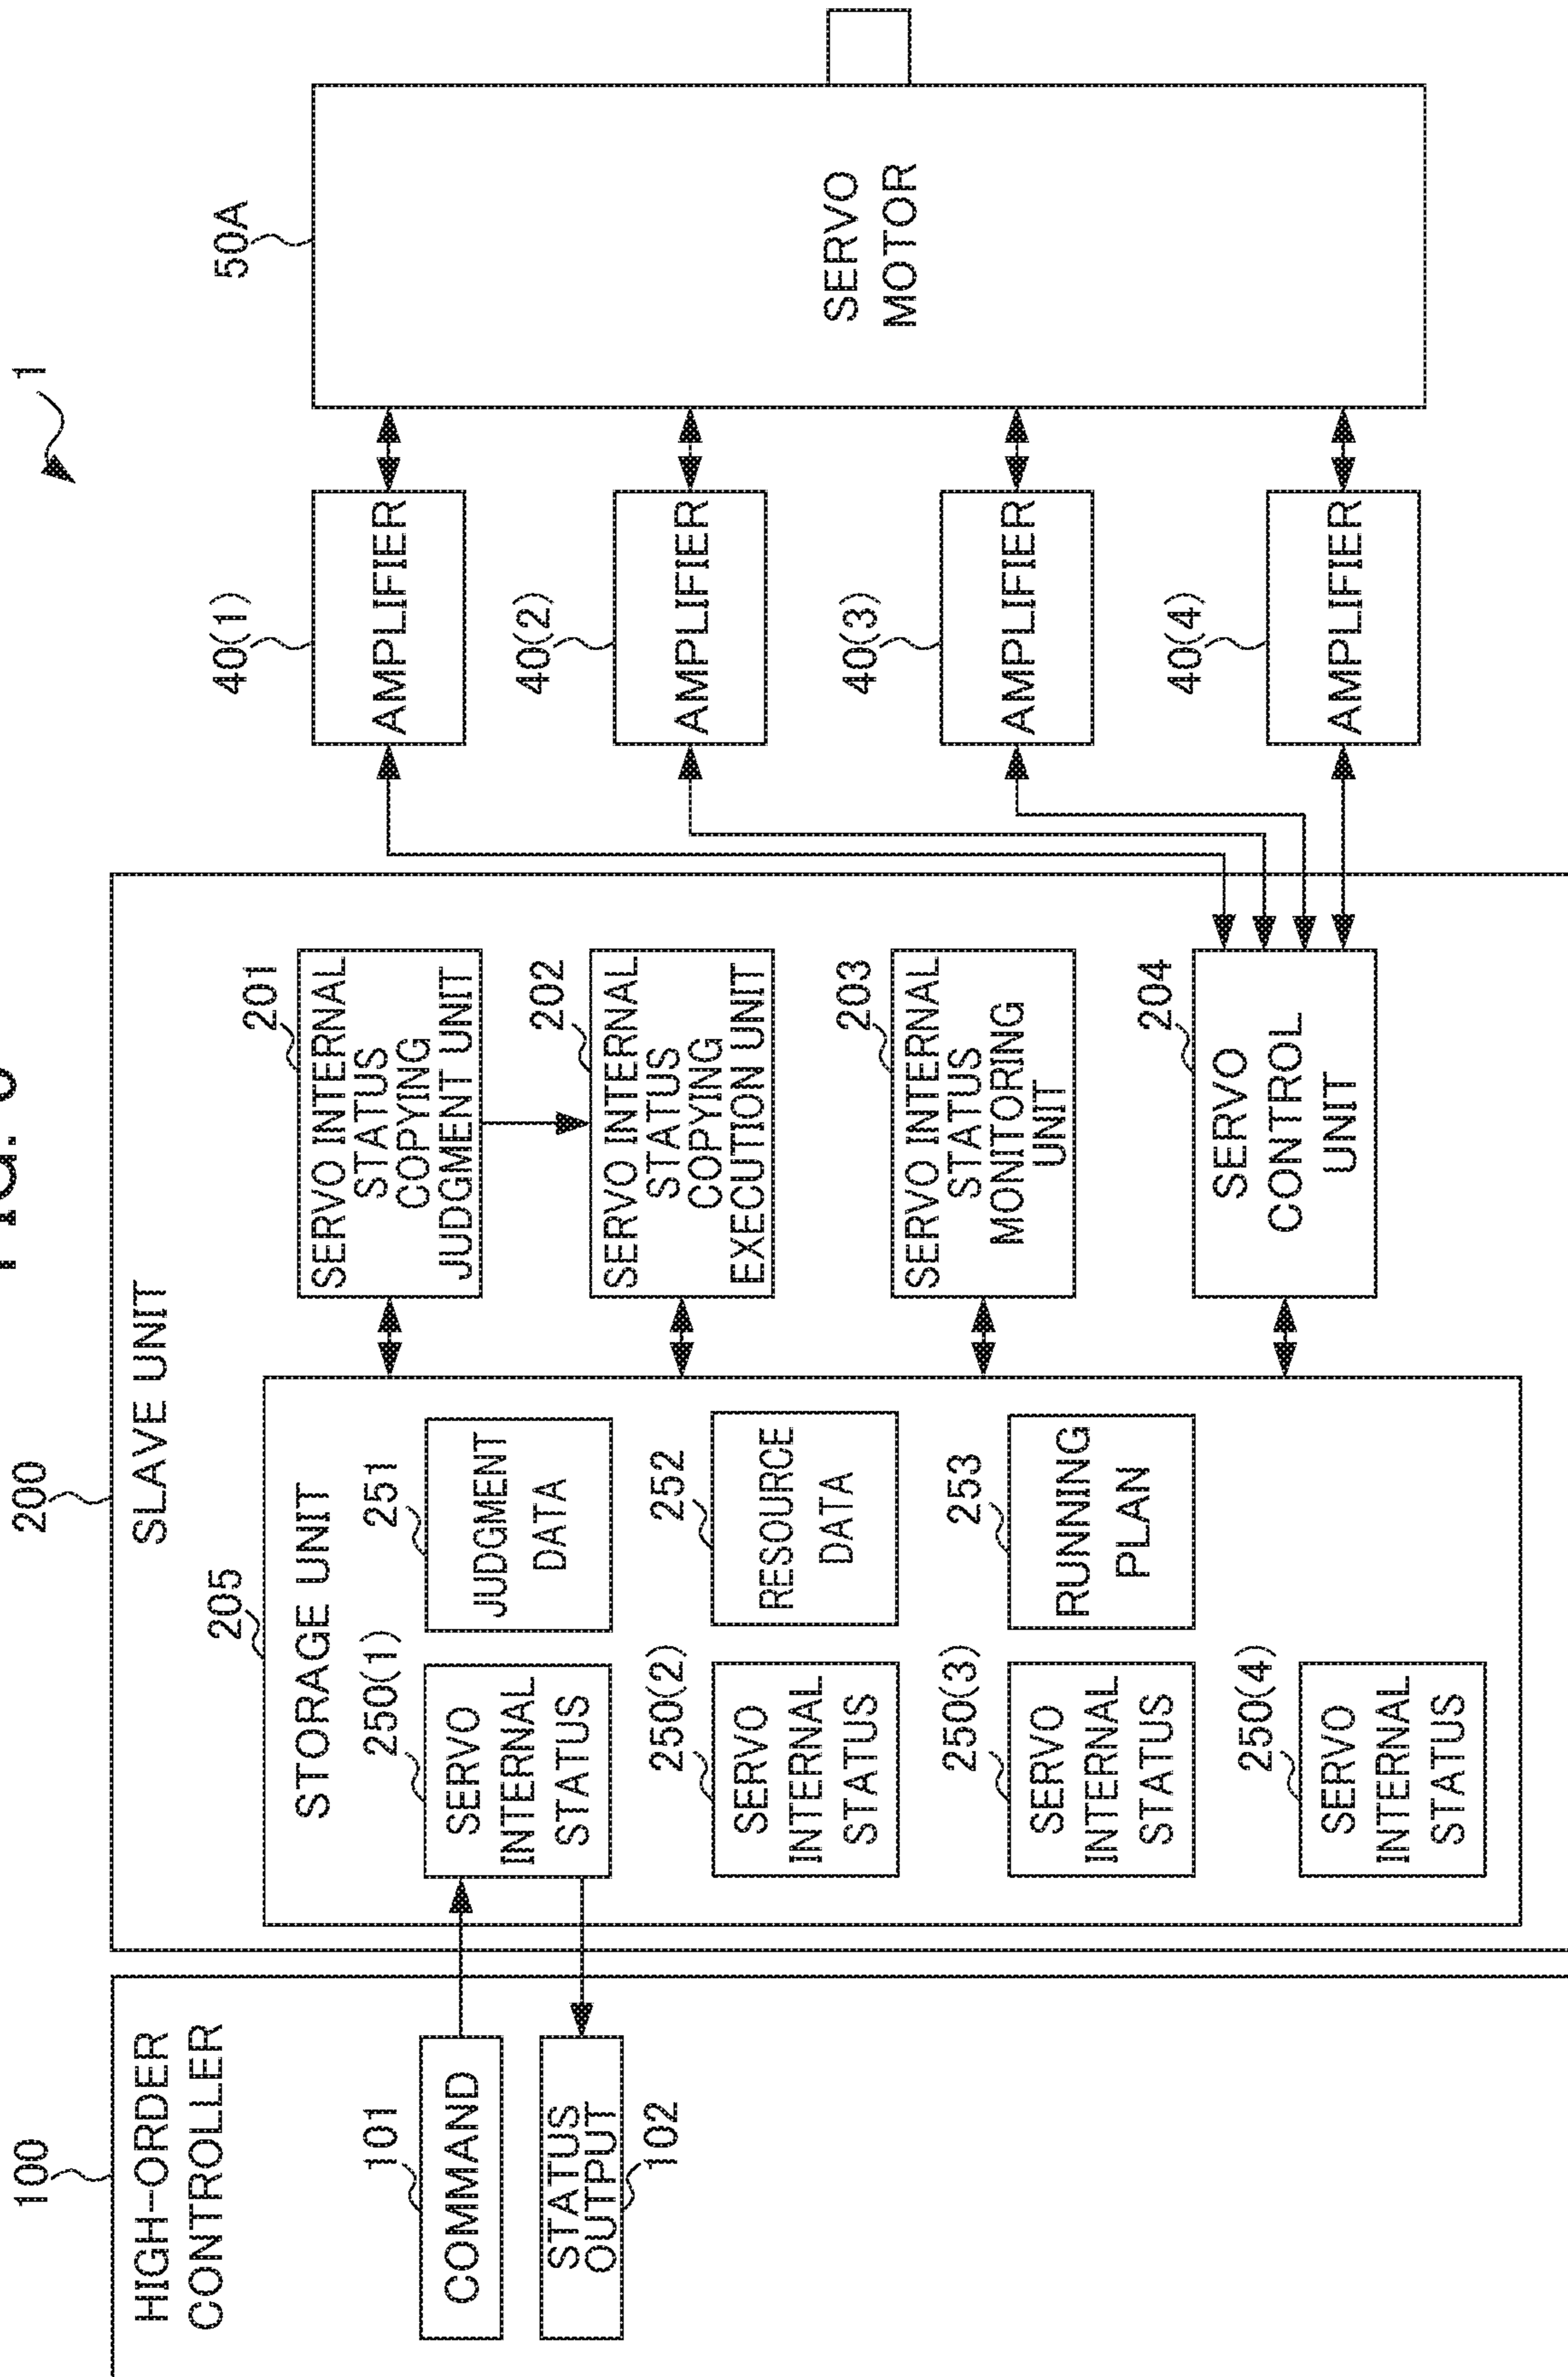 FIG.
1
100
HIGH-ORDER
CONTROLLER
101
COMMAND
STATUS
OUTPUT
102
200
SLAVE UNIT
205
STORAGE UNIT
250(1)
SERVO
INTERNAL
STATUS
251
JUDGMENT
DATA
250(2)
SERVO
INTERNAL
STATUS
252
RESOURCE
DATA
250(3)
SERVO
INTERNAL
STATUS
253
RUNNING
PLAN
250(4)
SERVO
INTERNAL
STATUS
201
SERVO INTERNAL
STATUS
COPYING
JUDGMENT UNIT
202
SERVO INTERNAL
STATUS
COPYING
EXECUTION UNIT
203
SERVO INTERNAL
STATUS
MONITORING
UNIT
204
SERVO
CONTROL
UNIT
40(1)
AMPLIFIER
40(2)
AMPLIFIER
40(3)
AMPLIFIER
40(4)
AMPLIFIER
50A
SERVO
MOTOR